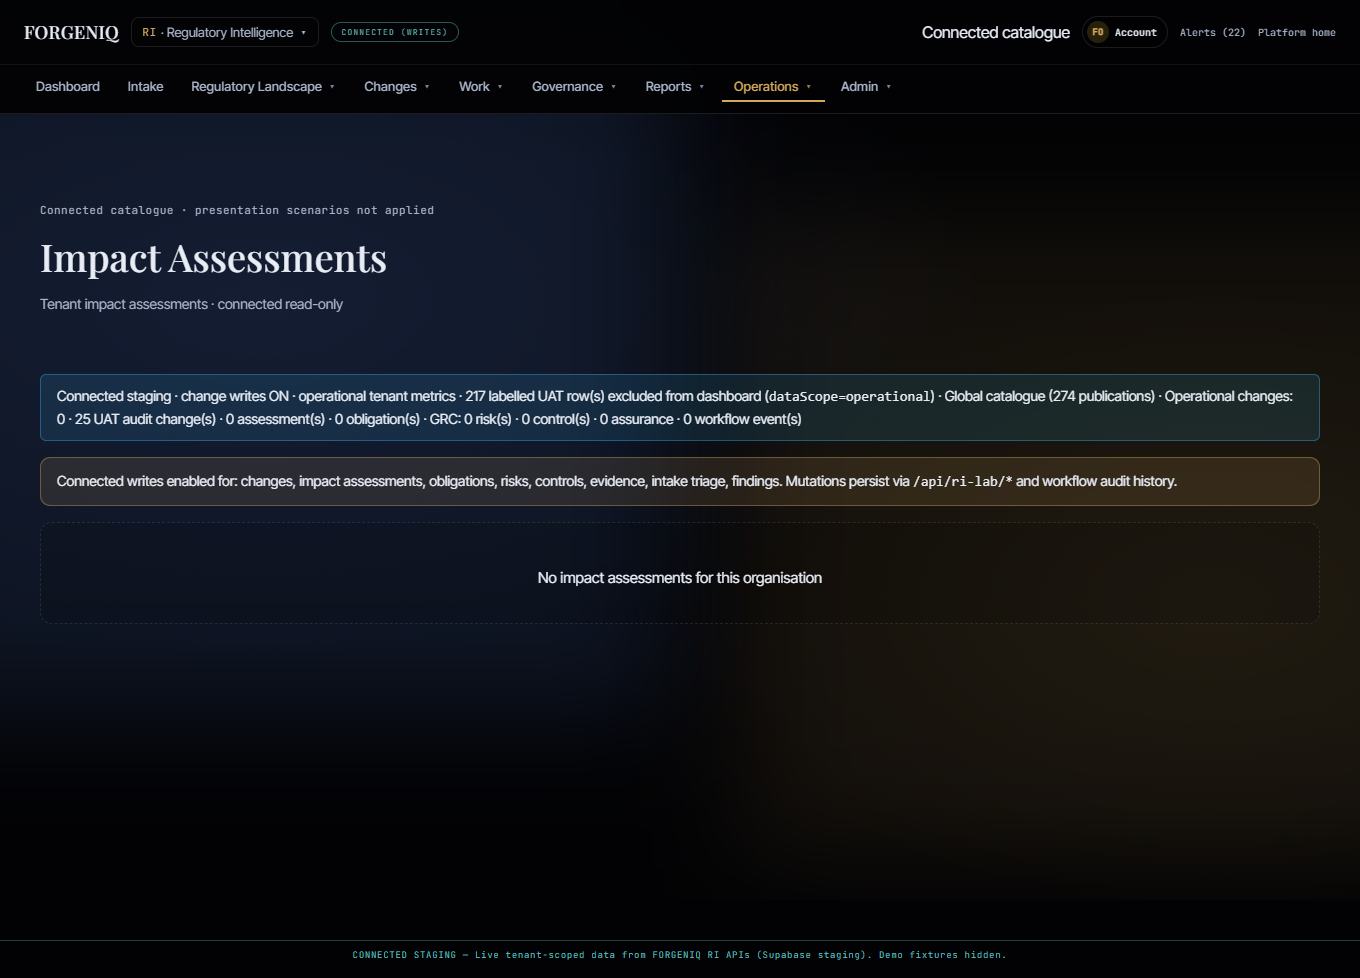 FORGENIQ
RI · Regulatory Intelligence ▾
CONNECTED (WRITES)
Connected catalogue
FO Account
Alerts (22)
Platform home
Dashboard
Intake
Regulatory Landscape ▾
Changes ▾
Work ▾
Governance ▾
Reports ▾
Operations ▾
Admin ▾
Connected catalogue · presentation scenarios not applied
Impact Assessments
Tenant impact assessments · connected read-only
Connected staging · change writes ON · operational tenant metrics · 217 labelled UAT row(s) excluded from dashboard (dataScope=operational) · Global catalogue (274 publications) · Operational changes:
0 · 25 UAT audit change(s) · 0 assessment(s) · 0 obligation(s) · GRC: 0 risk(s) · 0 control(s) · 0 assurance · 0 workflow event(s)
Connected writes enabled for: changes, impact assessments, obligations, risks, controls, evidence, intake triage, findings. Mutations persist via /api/ri-lab/* and workflow audit history.
No impact assessments for this organisation
CONNECTED STAGING — Live tenant-scoped data from FORGENIQ RI APIs (Supabase staging). Demo fixtures hidden.